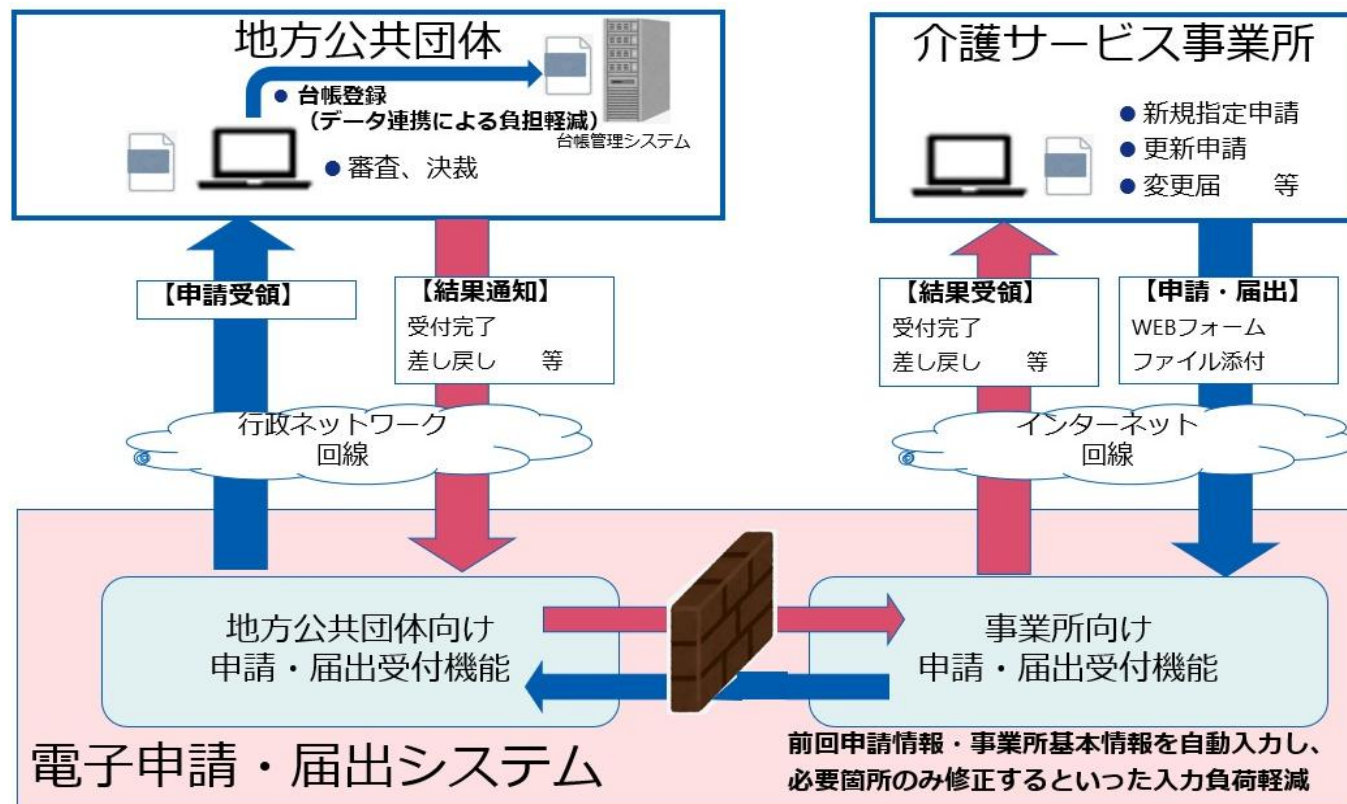 地方公共団体
● 台帳登録
（データ連携による負担軽減）
台帳管理システム
● 審査、決裁
介護サービス事業所
● 新規指定申請
● 更新申請
● 変更届　　等
【申請受領】
【結果通知】
受付完了
差し戻し　　等
【結果受領】
受付完了
差し戻し　　等
【申請・届出】
WEBフォーム
ファイル添付
行政ネットワーク
回線
インターネット
回線
地方公共団体向け
申請・届出受付機能
事業所向け
申請・届出受付機能
電子申請・届出システム
前回申請情報・事業所基本情報を自動入力し、
必要箇所のみ修正するといった入力負荷軽減